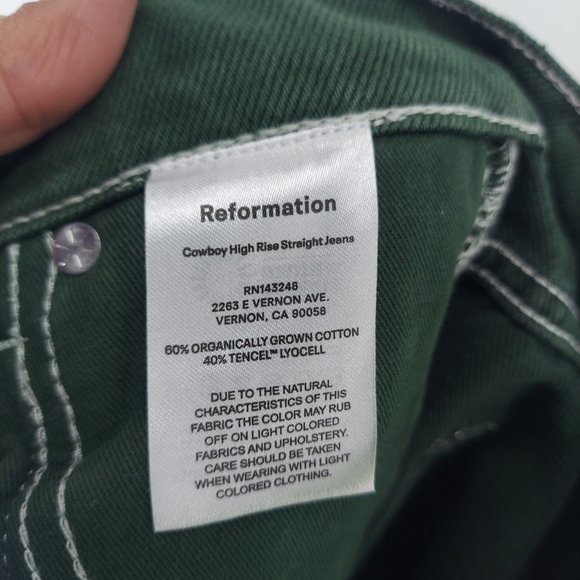 Reformation
Cowboy High Rise Straight Jeans
RN143248
2263 E VERNON AVE.
VERNON, CA 90058
60% ORGANICALLY GROWN COTTON
40% TENCEL™ LYOCELL
DUE TO THE NATURAL
CHARACTERISTICS OF THIS
FABRIC THE COLOR MAY RUB
OFF ON LIGHT COLORED
FABRICS AND UPHOLSTERY.
CARE SHOULD BE TAKEN
WHEN WEARING WITH LIGHT
COLORED CLOTHING.